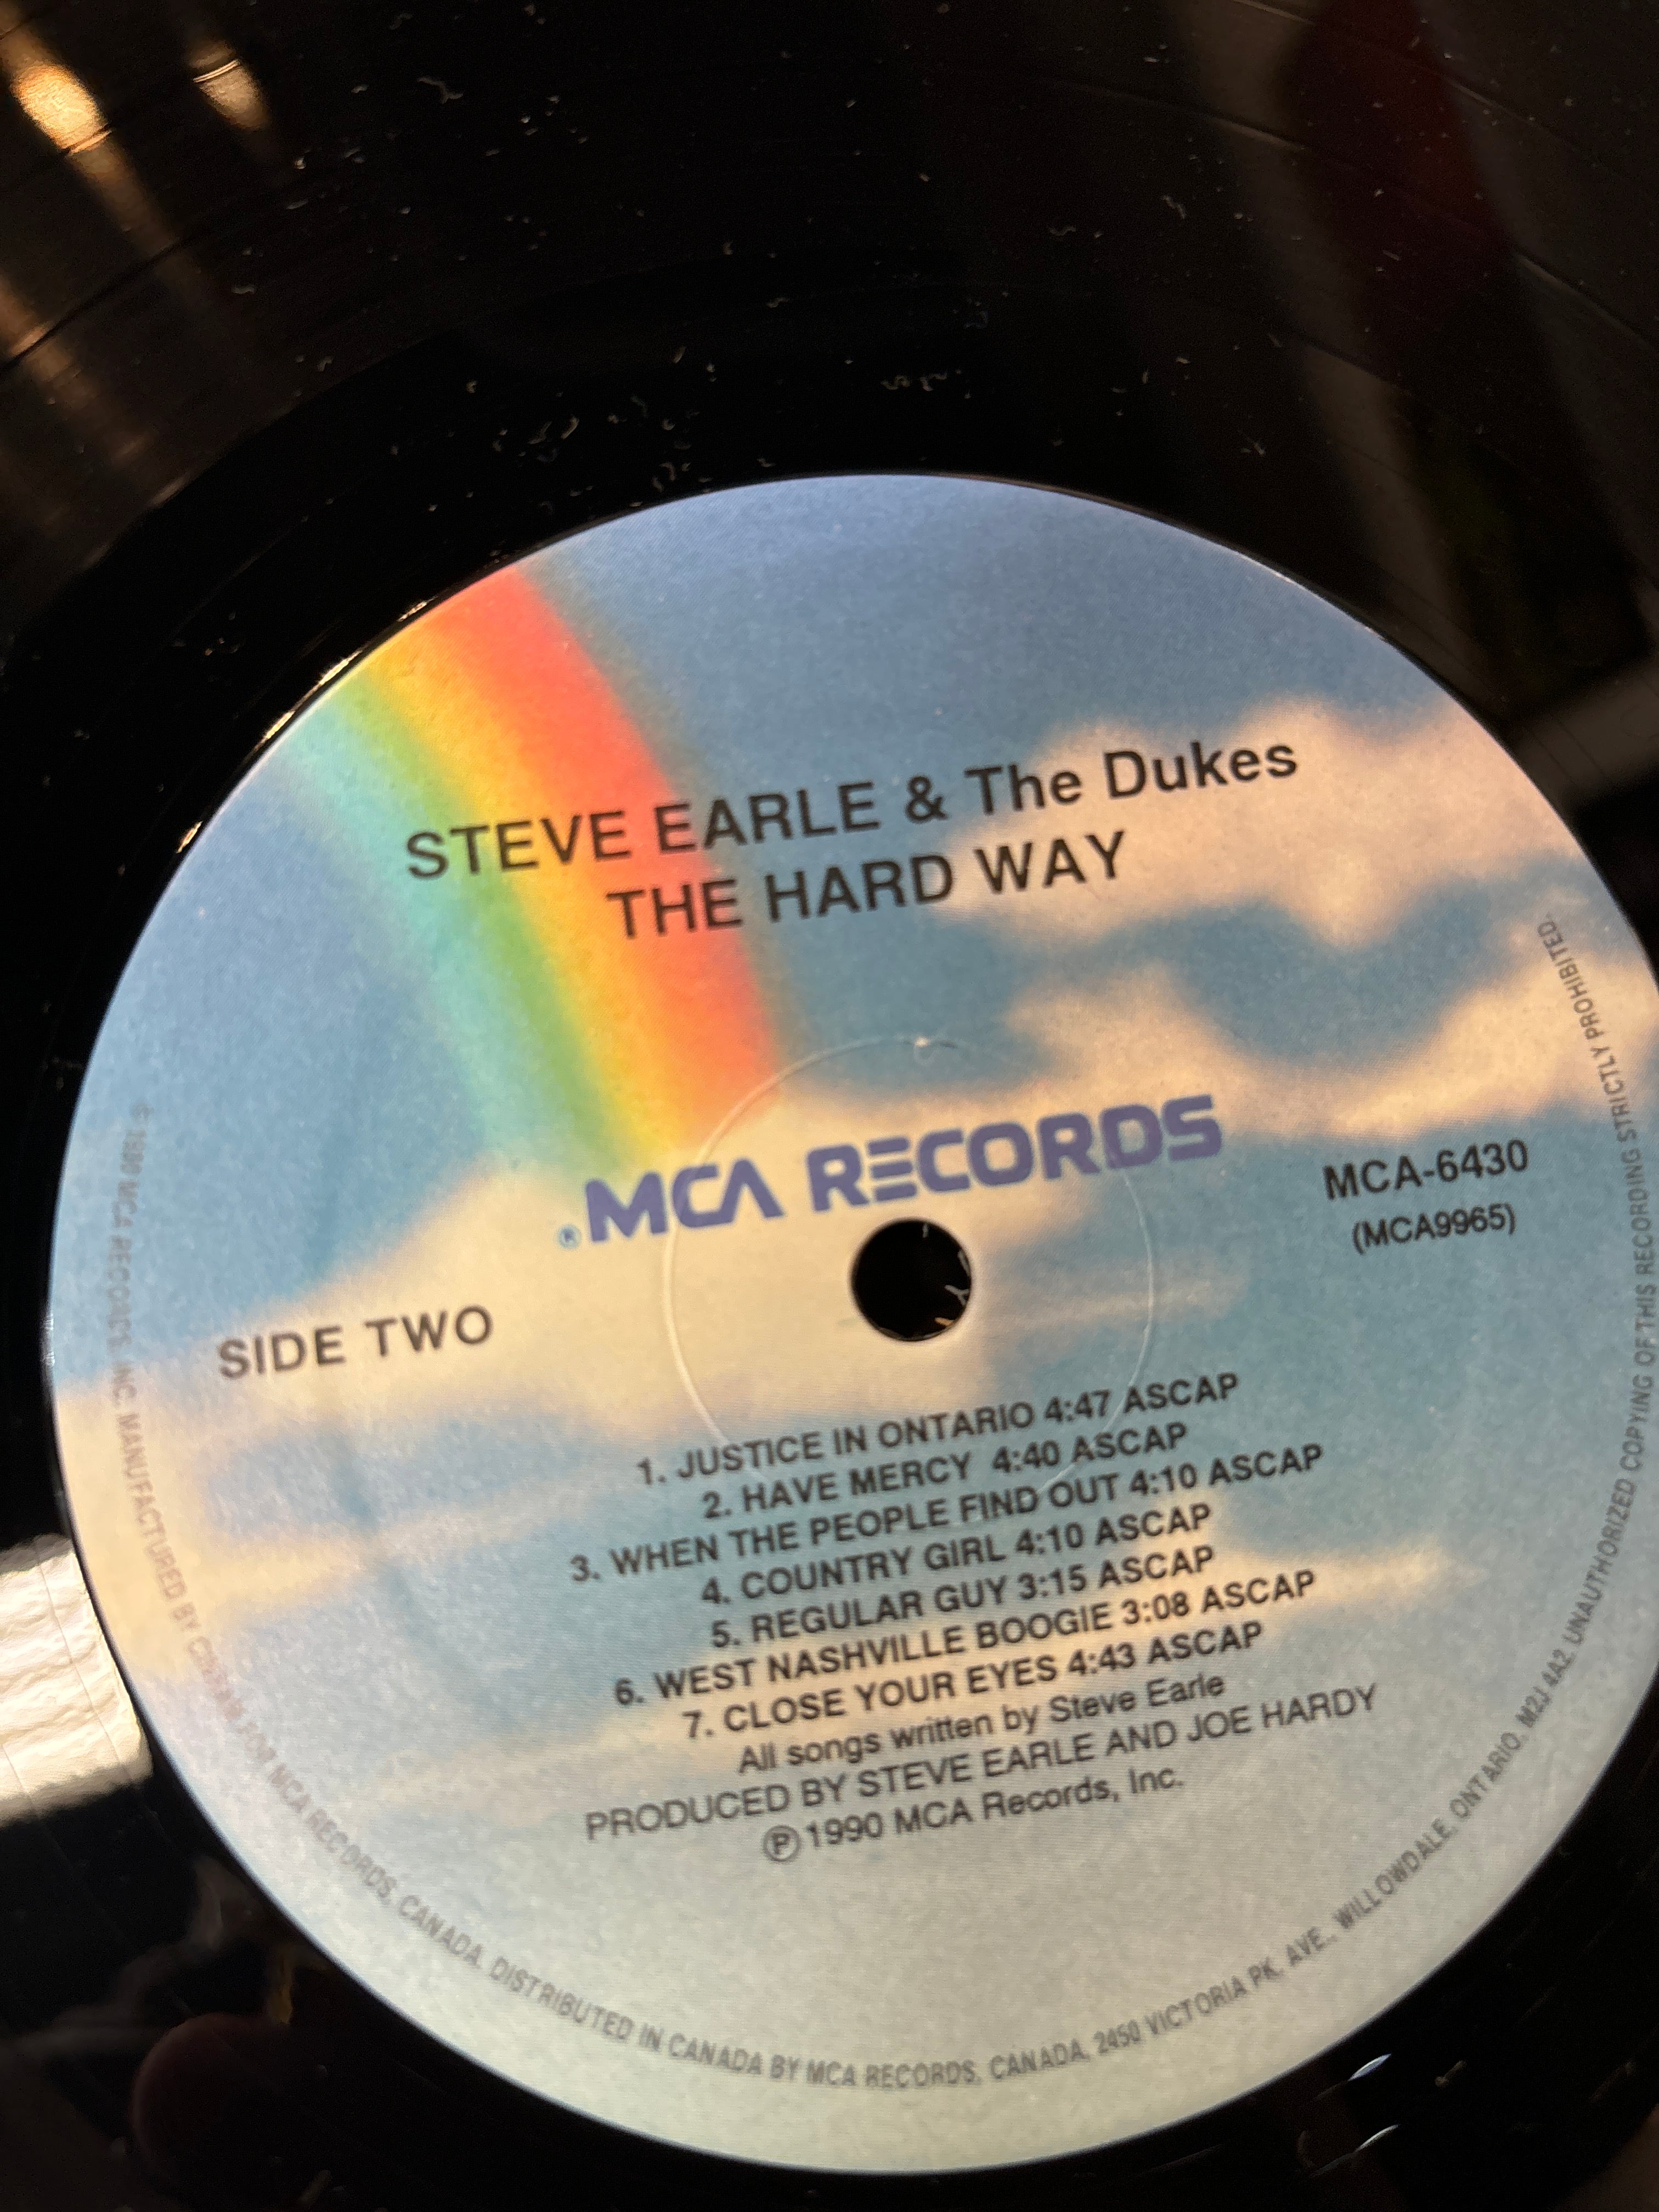 STEVE EARLE & The Dukes
THE HARD WAY
® MCA RECORDS
MCA-6430
(MCA9965)
SIDE TWO
1. JUSTICE IN ONTARIO 4:47 ASCAP
2. HAVE MERCY 4:40 ASCAP
3. WHEN THE PEOPLE FIND OUT 4:10 ASCAP
4. COUNTRY GIRL 4:10 ASCAP
5. REGULAR GUY 3:15 ASCAP
6. WEST NASHVILLE BOOGIE 3:08 ASCAP
7. CLOSE YOUR EYES 4:43 ASCAP
All songs written by Steve Earle
PRODUCED BY STEVE EARLE AND JOE HARDY
Ⓟ 1990 MCA Records, Inc.
© 1990 MCA RECORDS, INC. MANUFACTURED BY MCA RECORDS, CANADA. DISTRIBUTED IN CANADA BY MCA RECORDS, CANADA, 2450 VICTORIA PK. AVE., WILLOWDALE, ONTARIO, M2J 4A2. UNAUTHORIZED COPYING OF THIS RECORDING STRICTLY PROHIBITED.